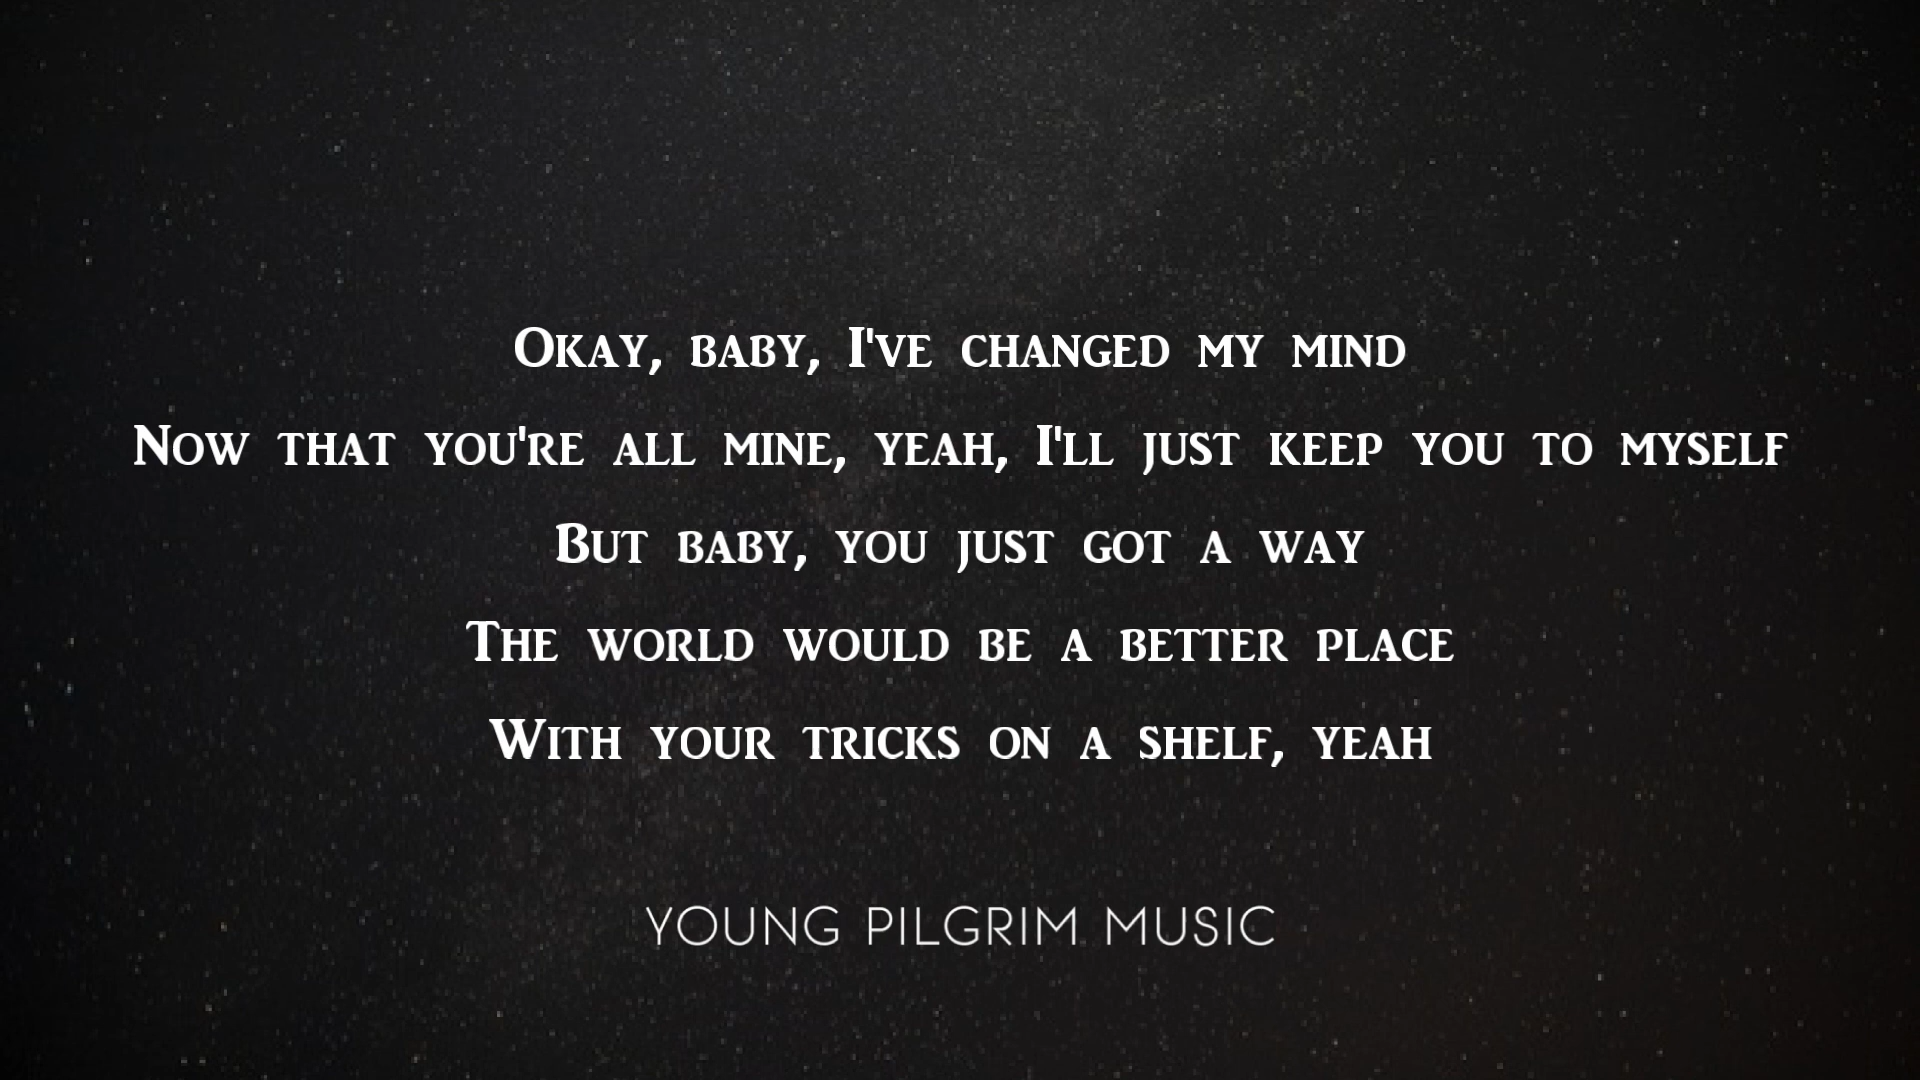 Okay, baby, I've changed my mind
Now that you're all mine, yeah, I'll just keep you to myself
But baby, you just got a way
The world would be a better place
With your tricks on a shelf, yeah
YOUNG PILGRIM MUSIC